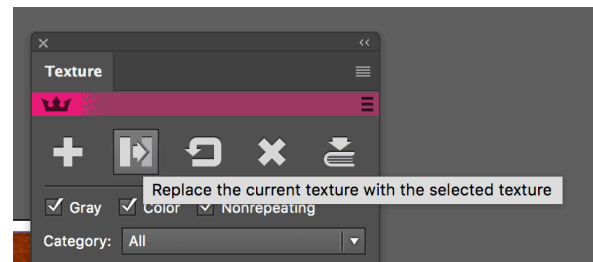 Texture
Replace the current texture with the selected texture
Gray Color Nonrepeating
Category: All